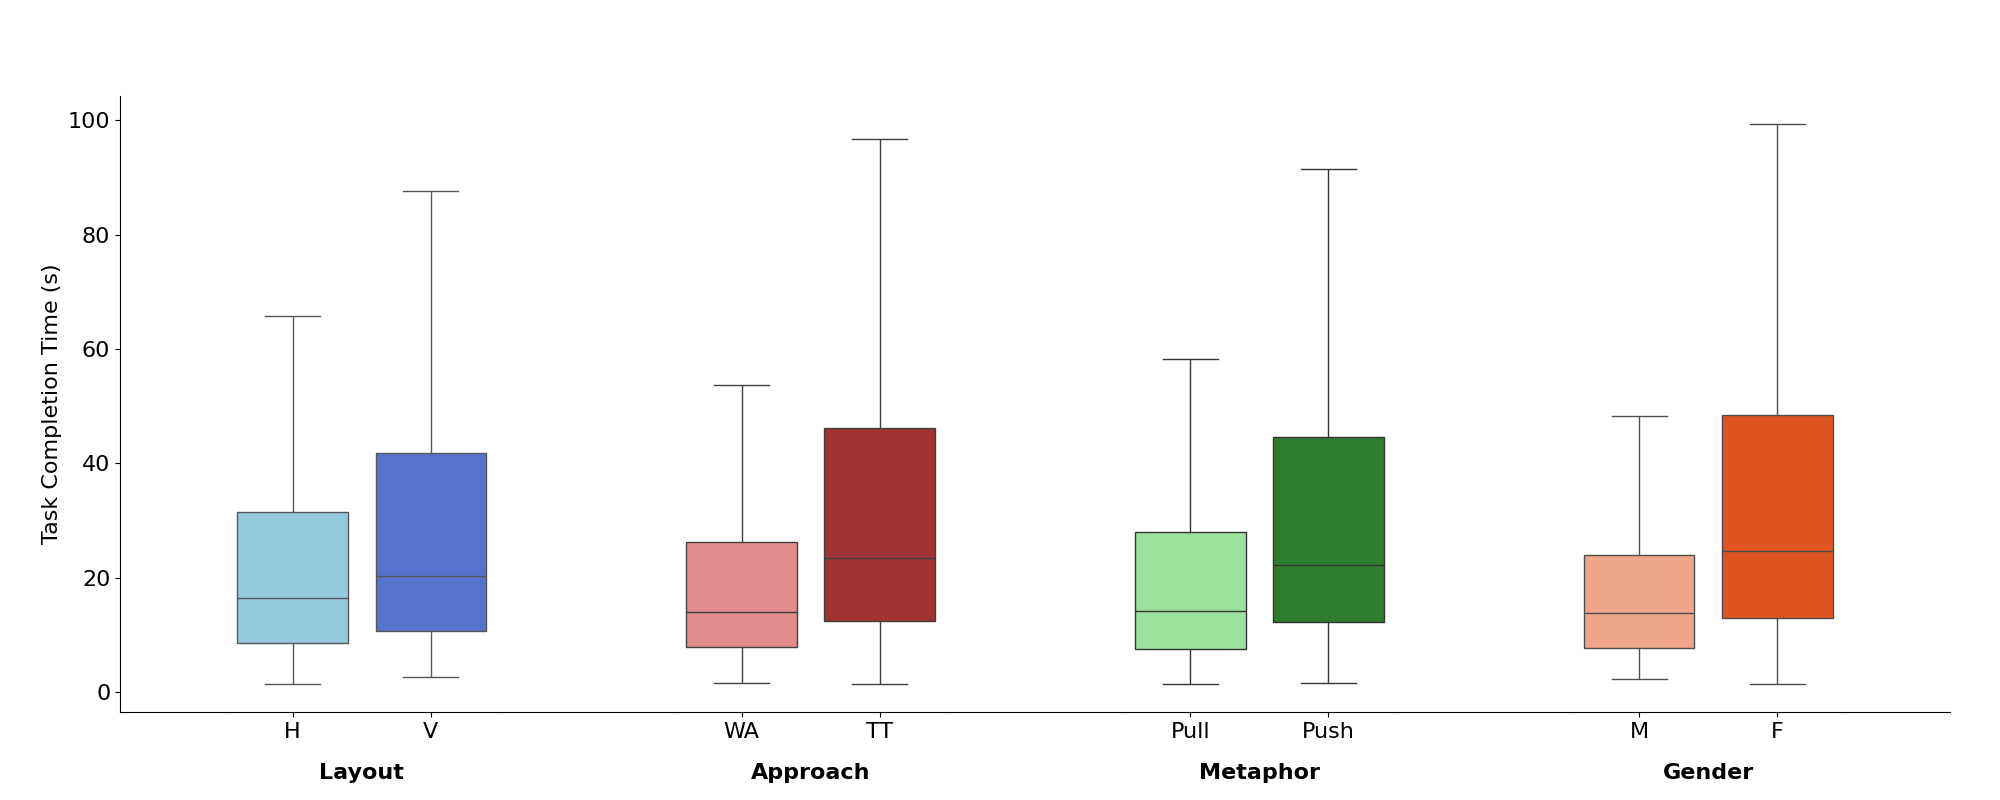 Task Completion Time (s)
100
80
60
40
20
0
H V WA TT Pull Push M F
Layout Approach Metaphor Gender